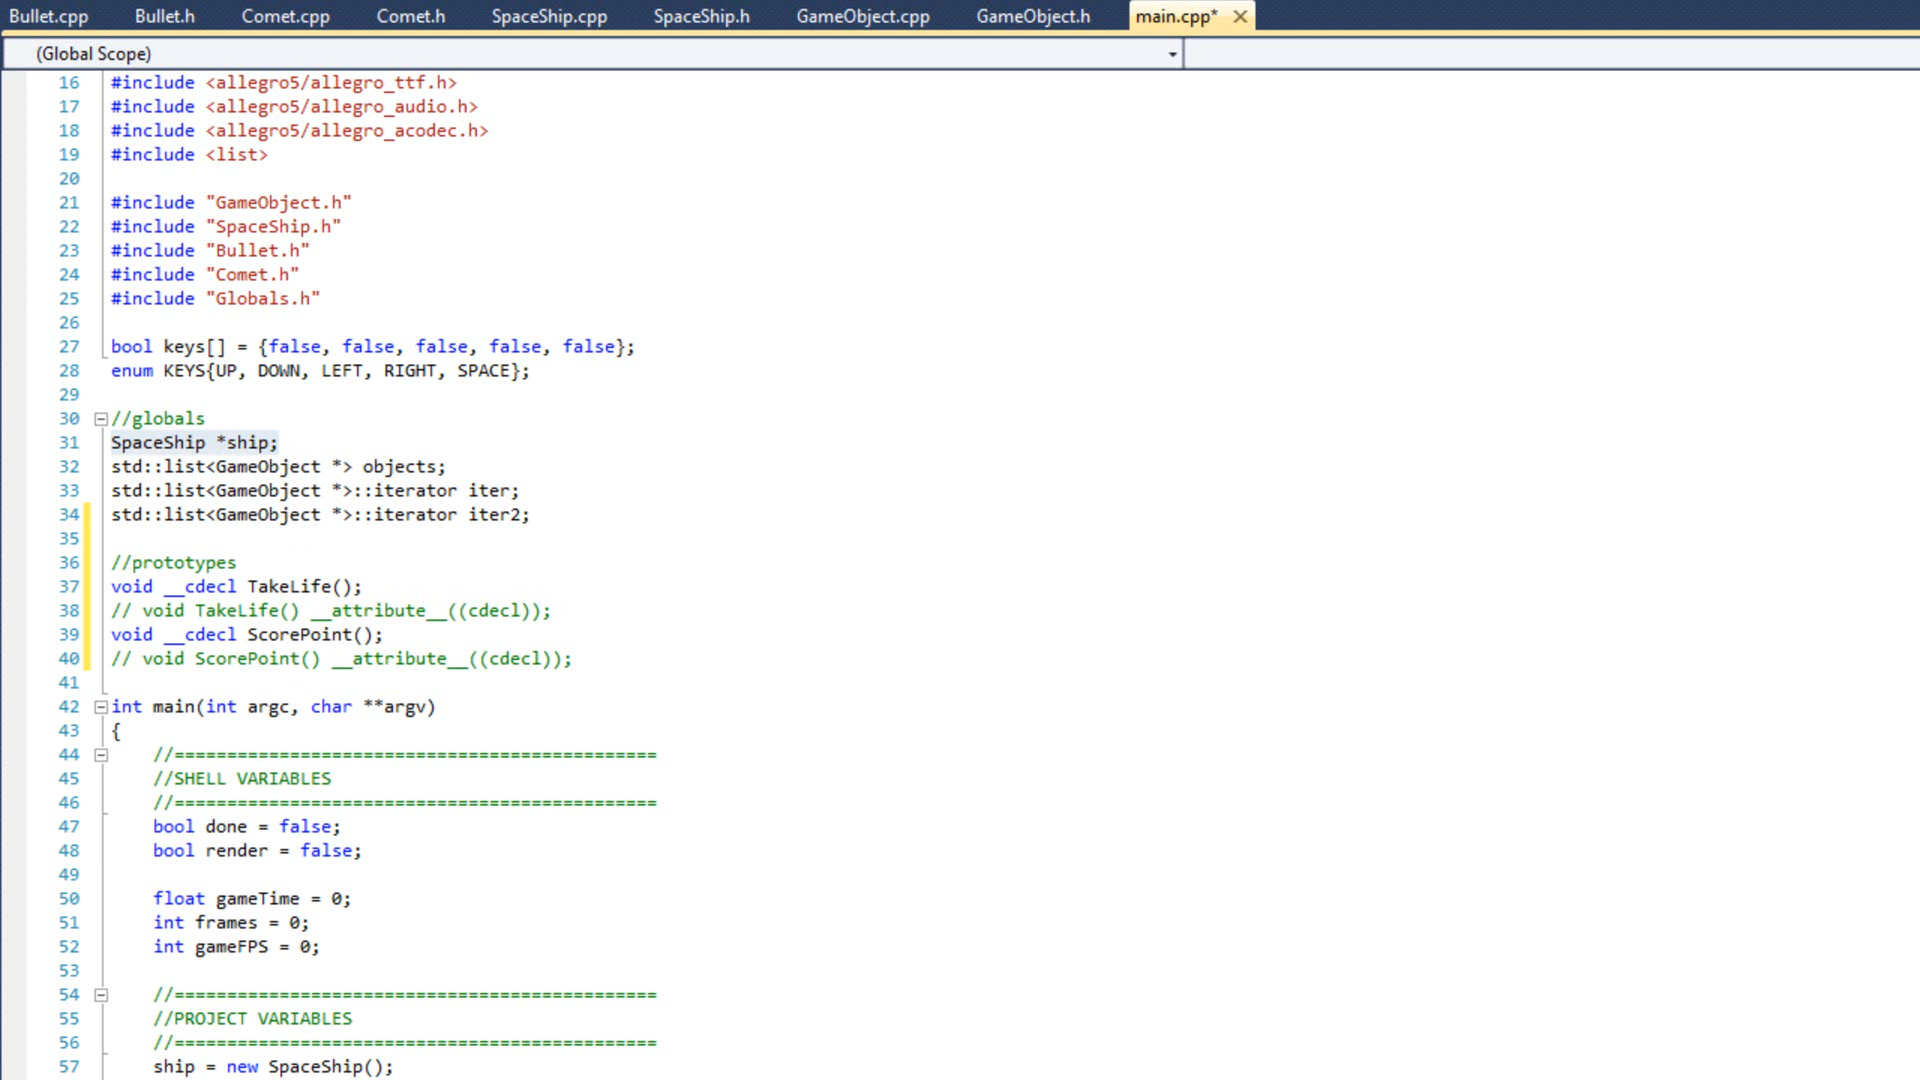 Bullet.cpp Bullet.h Comet.cpp Comet.h SpaceShip.cpp SpaceShip.h GameObject.cpp GameObject.h main.cpp*
(Global Scope)
16 #include <allegro5/allegro_ttf.h>
17 #include <allegro5/allegro_audio.h>
18 #include <allegro5/allegro_acodec.h>
19 #include <list>
20
21 #include "GameObject.h"
22 #include "SpaceShip.h"
23 #include "Bullet.h"
24 #include "Comet.h"
25 #include "Globals.h"
26
27 bool keys[] = {false, false, false, false, false};
28 enum KEYS{UP, DOWN, LEFT, RIGHT, SPACE};
29
30 //globals
31 SpaceShip *ship;
32 std::list<GameObject *> objects;
33 std::list<GameObject *>::iterator iter;
34 std::list<GameObject *>::iterator iter2;
35
36 //prototypes
37 void __cdecl TakeLife();
38 // void TakeLife() __attribute__((cdecl));
39 void __cdecl ScorePoint();
40 // void ScorePoint() __attribute__((cdecl));
41
42 int main(int argc, char **argv)
43 {
44 //==============================================
45 //SHELL VARIABLES
46 //==============================================
47 bool done = false;
48 bool render = false;
49
50 float gameTime = 0;
51 int frames = 0;
52 int gameFPS = 0;
53
54 //==============================================
55 //PROJECT VARIABLES
56 //==============================================
57 ship = new SpaceShip();